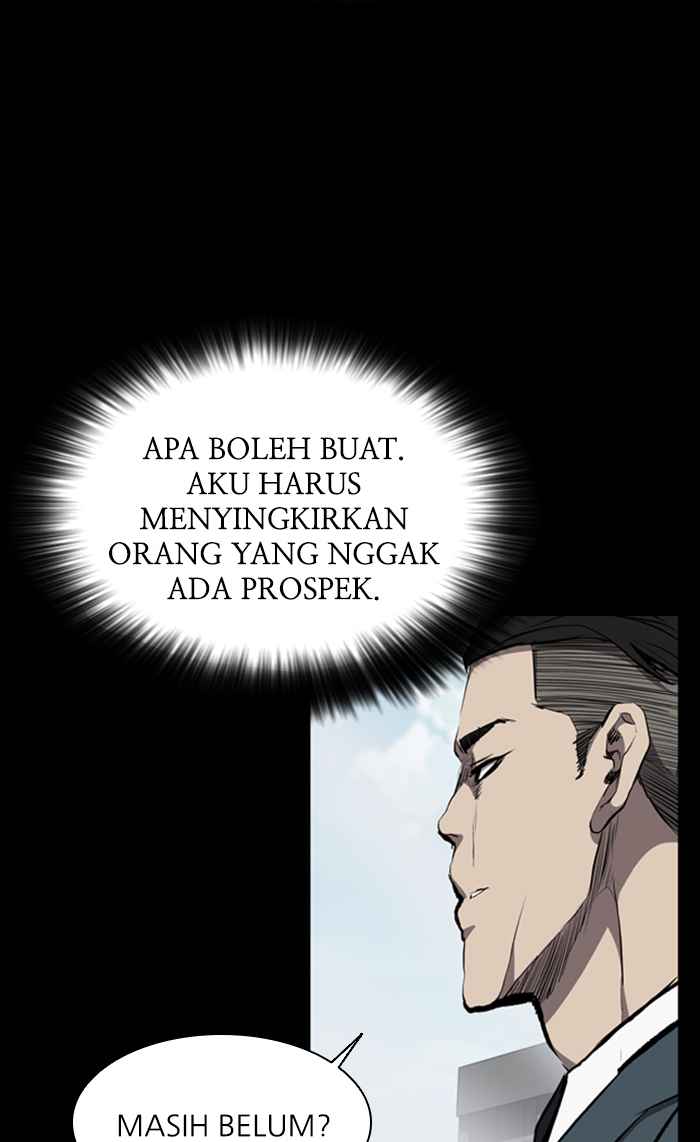 APA BOLEH BUAT.
AKU HARUS
MENYINGKIRKAN
ORANG YANG NGGAK
ADA PROSPEK.
MASIH BELUM?